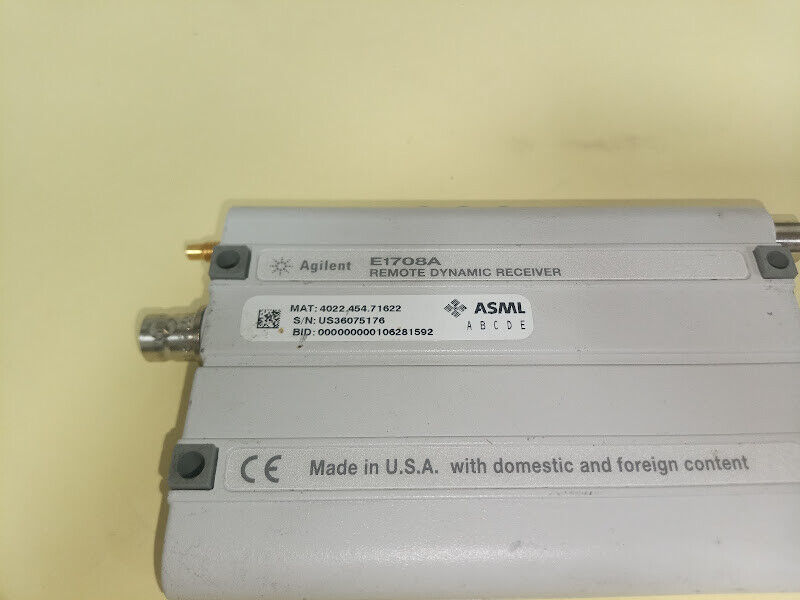 Agilent E1708A
REMOTE DYNAMIC RECEIVER
MAT: 4022.454.71622
S/N: US36075176
BID: 000000000106281592
ASML
A B C D E
CE Made in U.S.A. with domestic and foreign content